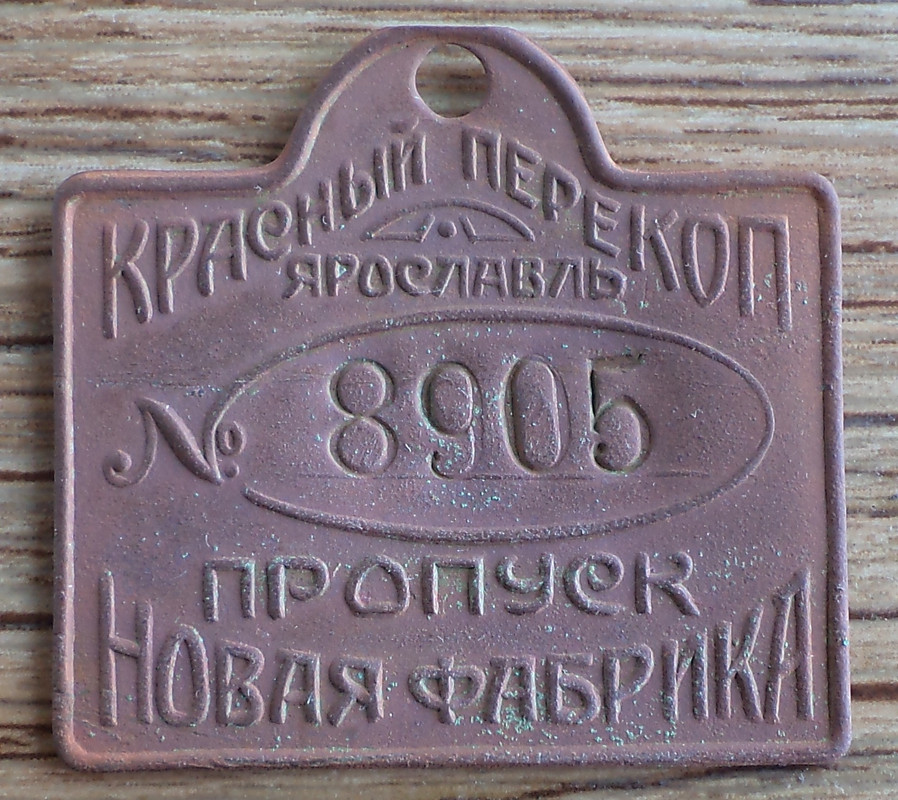 КРАСНЫЙ ПЕРЕКОП
ЯРОСЛАВЛЬ
№ 8905
ПРОПУСК
НОВАЯ ФАБРИКА